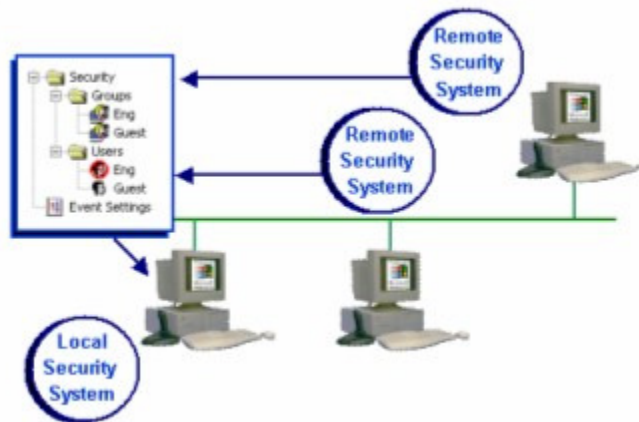 Remote
Security
System
Security
Groups
Eng
Guest
Users
Eng
Guest
Event Settings
Remote
Security
System
Local
Security
System